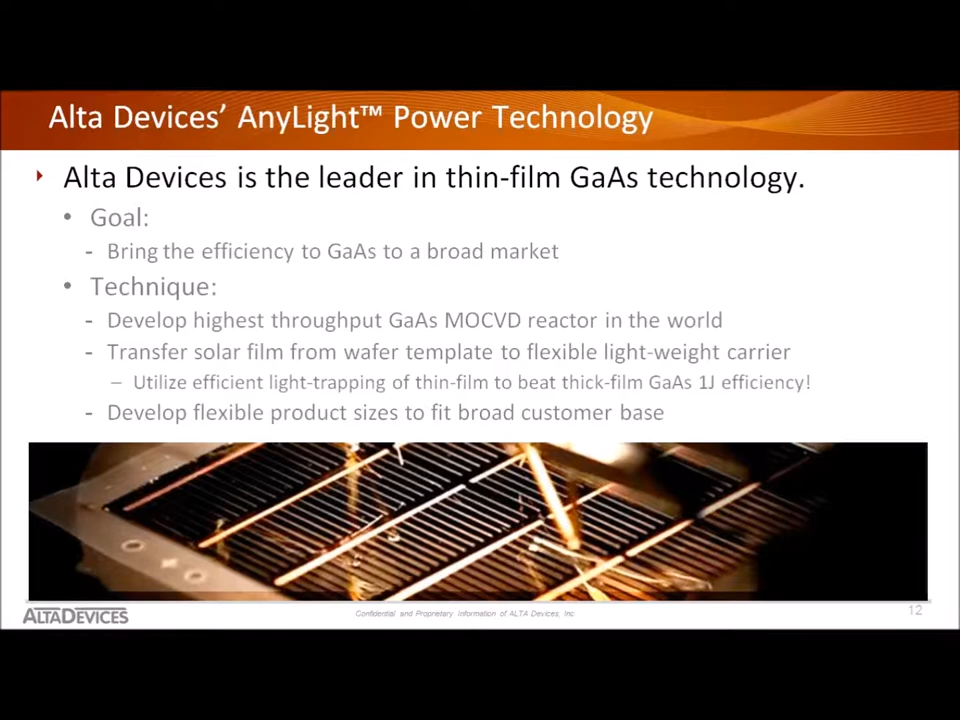 Alta Devices' AnyLight™ Power Technology
Alta Devices is the leader in thin-film GaAs technology.
• Goal:
- Bring the efficiency to GaAs to a broad market
• Technique:
- Develop highest throughput GaAs MOCVD reactor in the world
- Transfer solar film from wafer template to flexible light-weight carrier
– Utilize efficient light-trapping of thin-film to beat thick-film GaAs 1J efficiency!
- Develop flexible product sizes to fit broad customer base
ALTADEVICES
Confidential and Proprietary Information of ALTA Devices, Inc
12